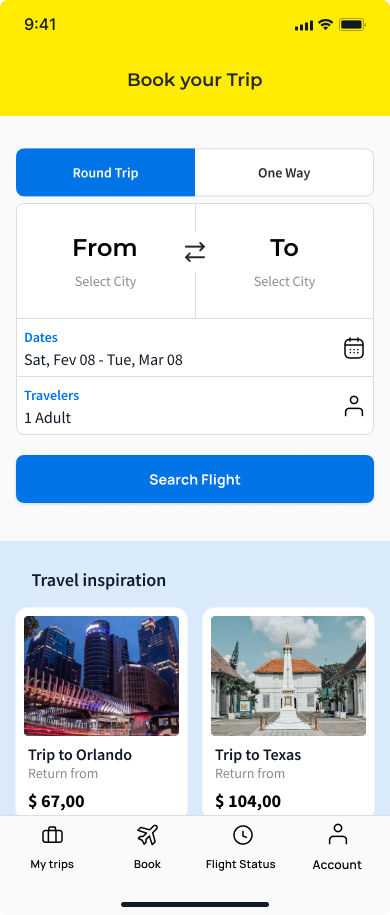 9:41
Book your Trip
Round Trip
One Way
From
To
Select City
Select City
Dates
Sat, Fev 08 - Tue, Mar 08
Travelers
1 Adult
Search Flight
Travel inspiration
Trip to Orlando
Trip to Texas
Return from
Return from
$ 67,00
$ 104,00
My trips
Book
Flight Status
Account